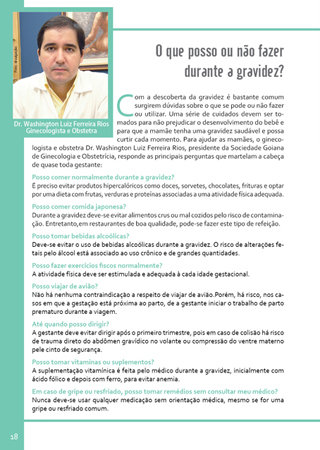 O que posso ou não fazer
durante a gravidez?
Dr. Washington Luiz Ferreira Rios
Ginecologista e Obstetra
Com a descoberta da gravidez é bastante comum
surgirem dúvidas sobre o que se pode ou não fazer
ou utilizar. Uma série de cuidados devem ser to-
mados para não prejudicar o desenvolvimento do bebê e
para que a mamãe tenha uma gravidez saudável e possa
curtir cada momento. Para ajudar as mamães, o gineco-
logista e obstetra Dr. Washington Luiz Ferreira Rios, presidente da Sociedade Goiana
de Ginecologia e Obstetrícia, responde as principais perguntas que martelam a cabeça
de quase toda gestante:
Posso comer normalmente durante a gravidez?
É preciso evitar produtos hipercalóricos como doces, sorvetes, chocolates, frituras e optar
por uma dieta com frutas, verduras e proteínas associadas a uma atividade física adequada.
Posso comer comida japonesa?
Durante a gravidez deve-se evitar alimentos crus ou mal cozidos pelo risco de contamina-
ção. Entretanto,em restaurantes de boa qualidade, pode-se fazer este tipo de refeição.
Posso tomar bebidas alcoólicas?
Deve-se evitar o uso de bebidas alcoólicas durante a gravidez. O risco de alterações fe-
tais pelo álcool está associado ao uso crônico e de grandes quantidades.
Posso fazer exercícios físcos normalmente?
A atividade física deve ser estimulada e adequada à cada idade gestacional.
Posso viajar de avião?
Não há nenhuma contraindicação a respeito de viajar de avião.Porém, há risco, nos ca-
sos em que a gestação está próxima ao parto, de a gestante iniciar o trabalho de parto
prematuro durante a viagem.
Até quando posso dirigir?
A gestante deve evitar dirigir após o primeiro trimestre, pois em caso de colisão há risco
de trauma direto do abdômen gravídico no volante ou compressão do ventre materno
pelo cinto de segurança.
Posso tomar vitaminas ou suplementos?
A suplementação vitamínica é feita pelo médico durante a gravidez, inicialmente com
ácido fólico e depois com ferro, para evitar anemia.
Em caso de gripe ou resfriado, posso tomar remédios sem consultar meu médico?
Nunca deve-se usar qualquer medicação sem orientação médica, mesmo se for uma
gripe ou resfriado comum.
18